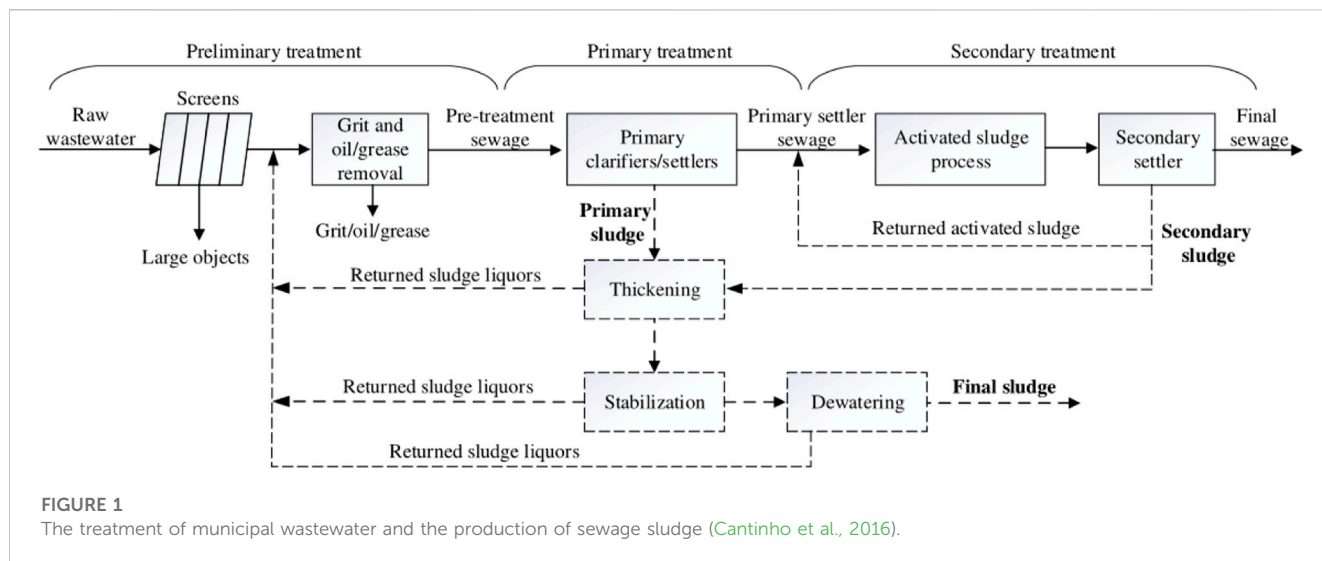 Preliminary treatment
Primary treatment
Secondary treatment
Raw
wastewater
Screens
Grit and
oil/grease
removal
Pre-treatment
sewage
Primary
clarifiers/settlers
Primary settler
sewage
Activated sludge
process
Secondary
settler
Final
sewage
Large objects
Grit/oil/grease
Primary
sludge
Returned activated sludge
Secondary
sludge
Returned sludge liquors
Thickening
Returned sludge liquors
Stabilization
Dewatering
Final sludge
Returned sludge liquors
FIGURE 1
The treatment of municipal wastewater and the production of sewage sludge (Cantinho et al., 2016).